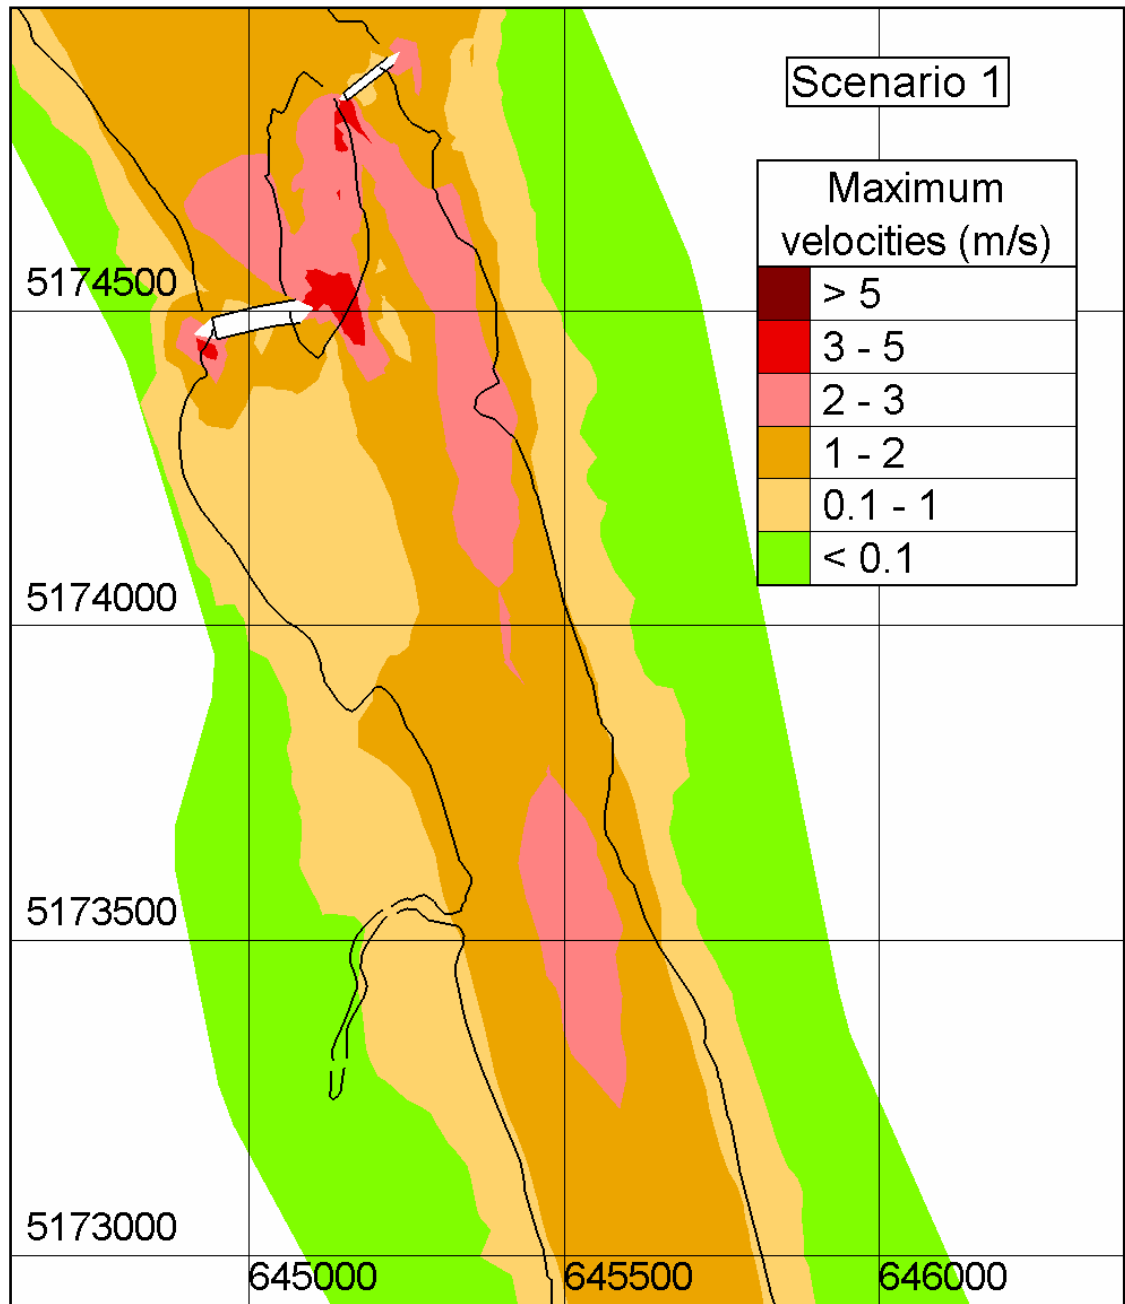 Scenario 1
Maximum
velocities (m/s)
> 5
3 - 5
2 - 3
1 - 2
0.1 - 1
< 0.1
5174500
5174000
5173500
5173000
645000
645500
646000